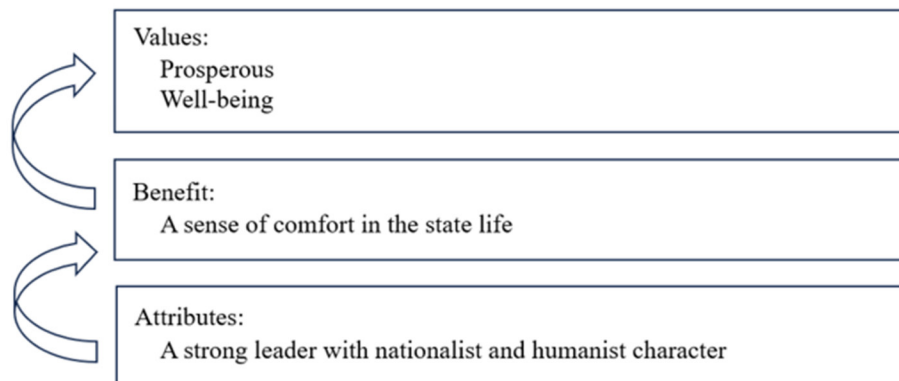 Values:
Prosperous
Well-being
Benefit:
A sense of comfort in the state life
Attributes:
A strong leader with nationalist and humanist character